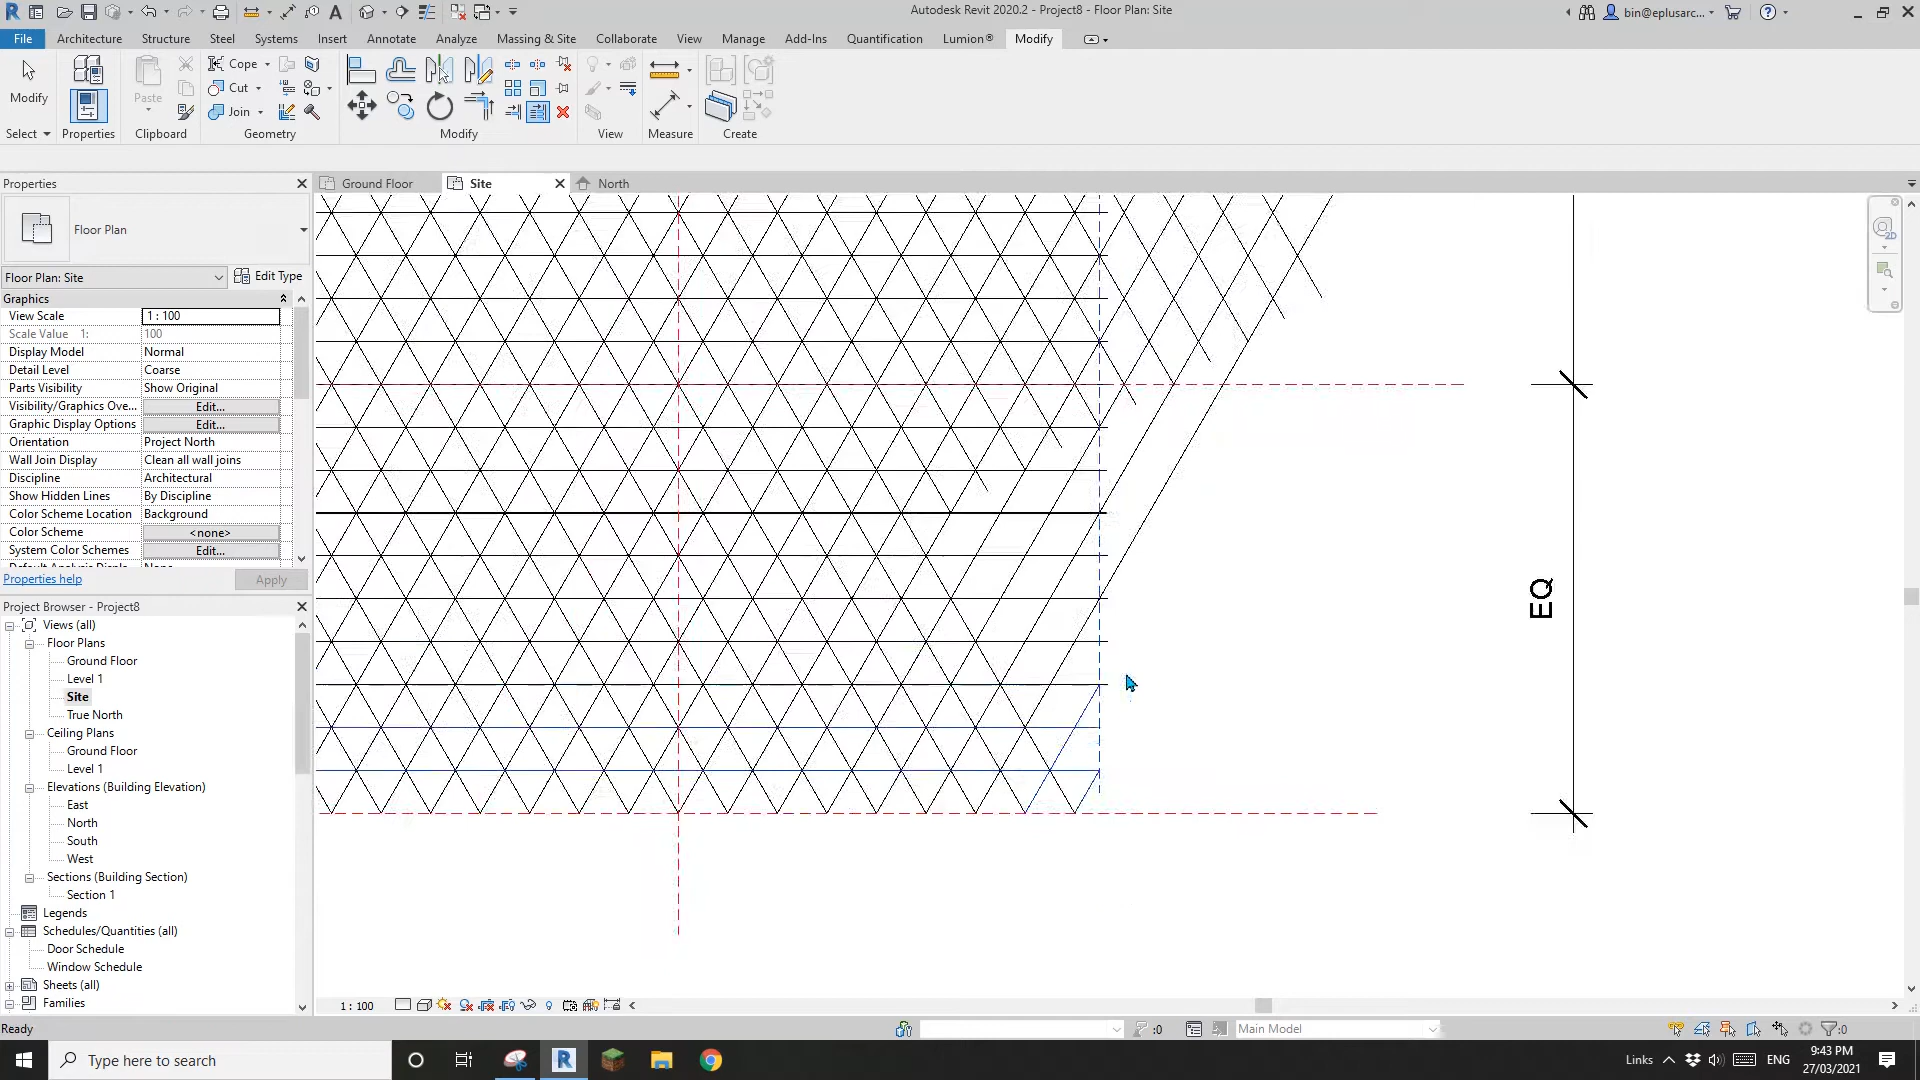 Autodesk Revit 2020.2 - Project8 - Floor Plan: Site
bin@eplusarc...
File Architecture Structure Steel Systems Insert Annotate Analyze Massing & Site Collaborate View Manage Add-Ins Quantification Lumion® Modify
Modify
Paste
Cope
Cut
Join
Select Properties Clipboard Geometry Modify View Measure Create
Properties
Ground Floor
Site
North
Floor Plan
Floor Plan: Site
Edit Type
Graphics
View Scale 1 : 100
Scale Value 1: 100
Display Model Normal
Detail Level Coarse
Parts Visibility Show Original
Visibility/Graphics Ove... Edit...
Graphic Display Options Edit...
Orientation Project North
Wall Join Display Clean all wall joins
Discipline Architectural
Show Hidden Lines By Discipline
Color Scheme Location Background
Color Scheme <none>
System Color Schemes Edit...
Properties help
Apply
Project Browser - Project8
Views (all)
Floor Plans
Ground Floor
Level 1
Site
True North
Ceiling Plans
Ground Floor
Level 1
Elevations (Building Elevation)
East
North
South
West
Sections (Building Section)
Section 1
Legends
Schedules/Quantities (all)
Door Schedule
Window Schedule
Sheets (all)
Families
EQ
2D
1 : 100
Ready
:0
Main Model
:0
Type here to search
Links
ENG
9:43 PM
27/03/2021